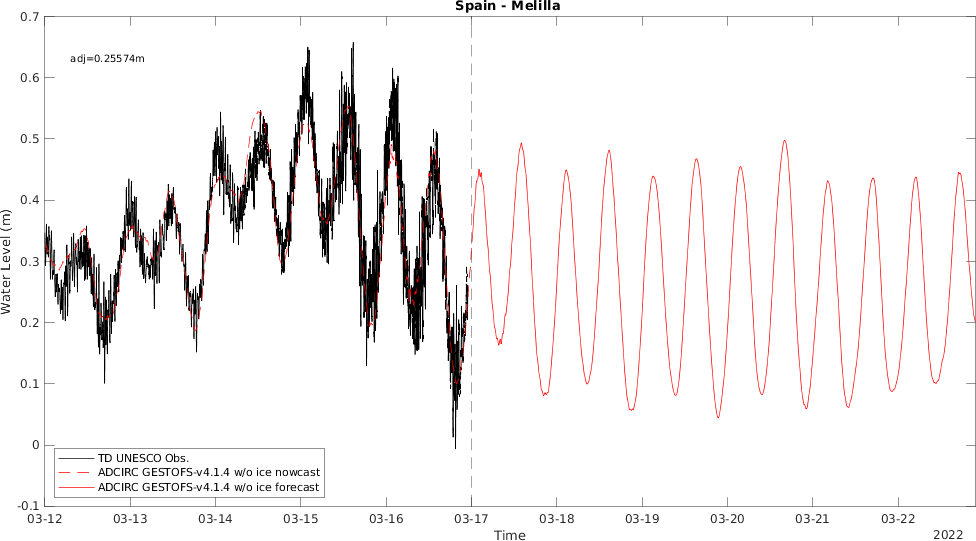 Spain - Melilla
adj=0.25574m
Water Level (m)
0.7
0.6
0.5
0.4
0.3
0.2
0.1
0
-0.1
TD UNESCO Obs.
ADCIRC GESTOFS-v4.1.4 w/o ice nowcast
ADCIRC GESTOFS-v4.1.4 w/o ice forecast
03-12 03-13 03-14 03-15 03-16 03-17 03-18 03-19 03-20 03-21 03-22
Time
2022